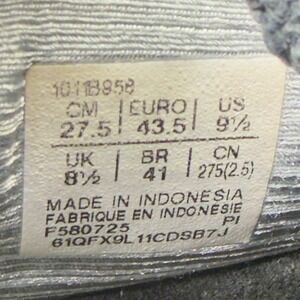 1011B958
CM EURO US
27.5 43.5 9½
UK BR CN
8½ 41 275(2.5)
MADE IN INDONESIA
FABRIQUE EN INDONÉSIE
F580725 PI
61QFX9L11CDSB7J